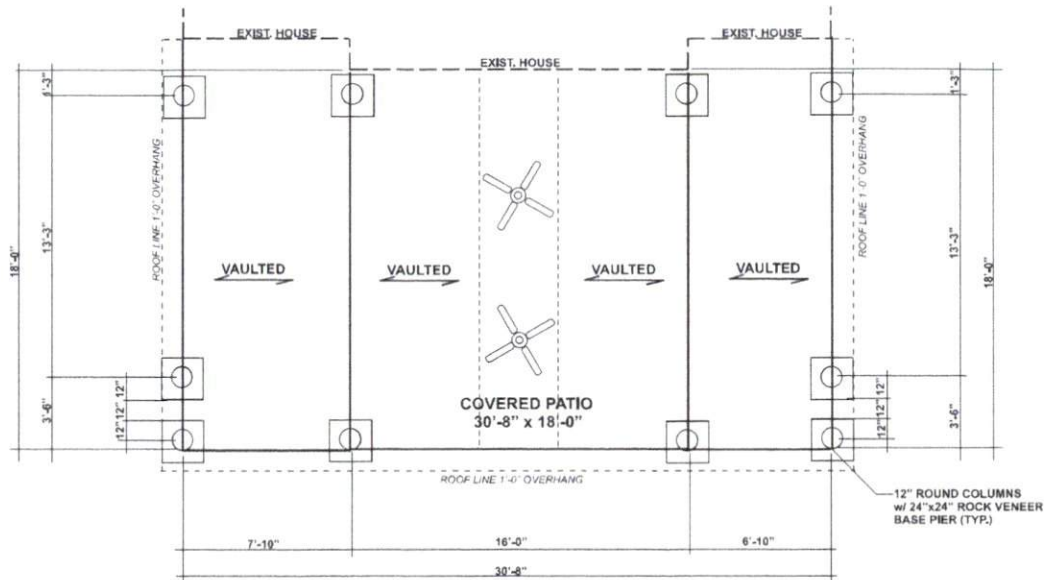 EXIST. HOUSE
EXIST. HOUSE
EXIST. HOUSE
1'-3"
1'-3"
ROOF LINE 1'-0" OVERHANG
ROOF LINE 1'-0" OVERHANG
13'-3"
13'-3"
18'-0"
18'-0"
VAULTED
VAULTED
VAULTED
VAULTED
12"
12"
12"
12"
12"
12"
3'-6"
3'-6"
COVERED PATIO
30'-8" x 18'-0"
ROOF LINE 1'-0" OVERHANG
12" ROUND COLUMNS
w/ 24"x24" ROCK VENEER
BASE PIER (TYP.)
7'-10"
16'-0"
6'-10"
30'-8"